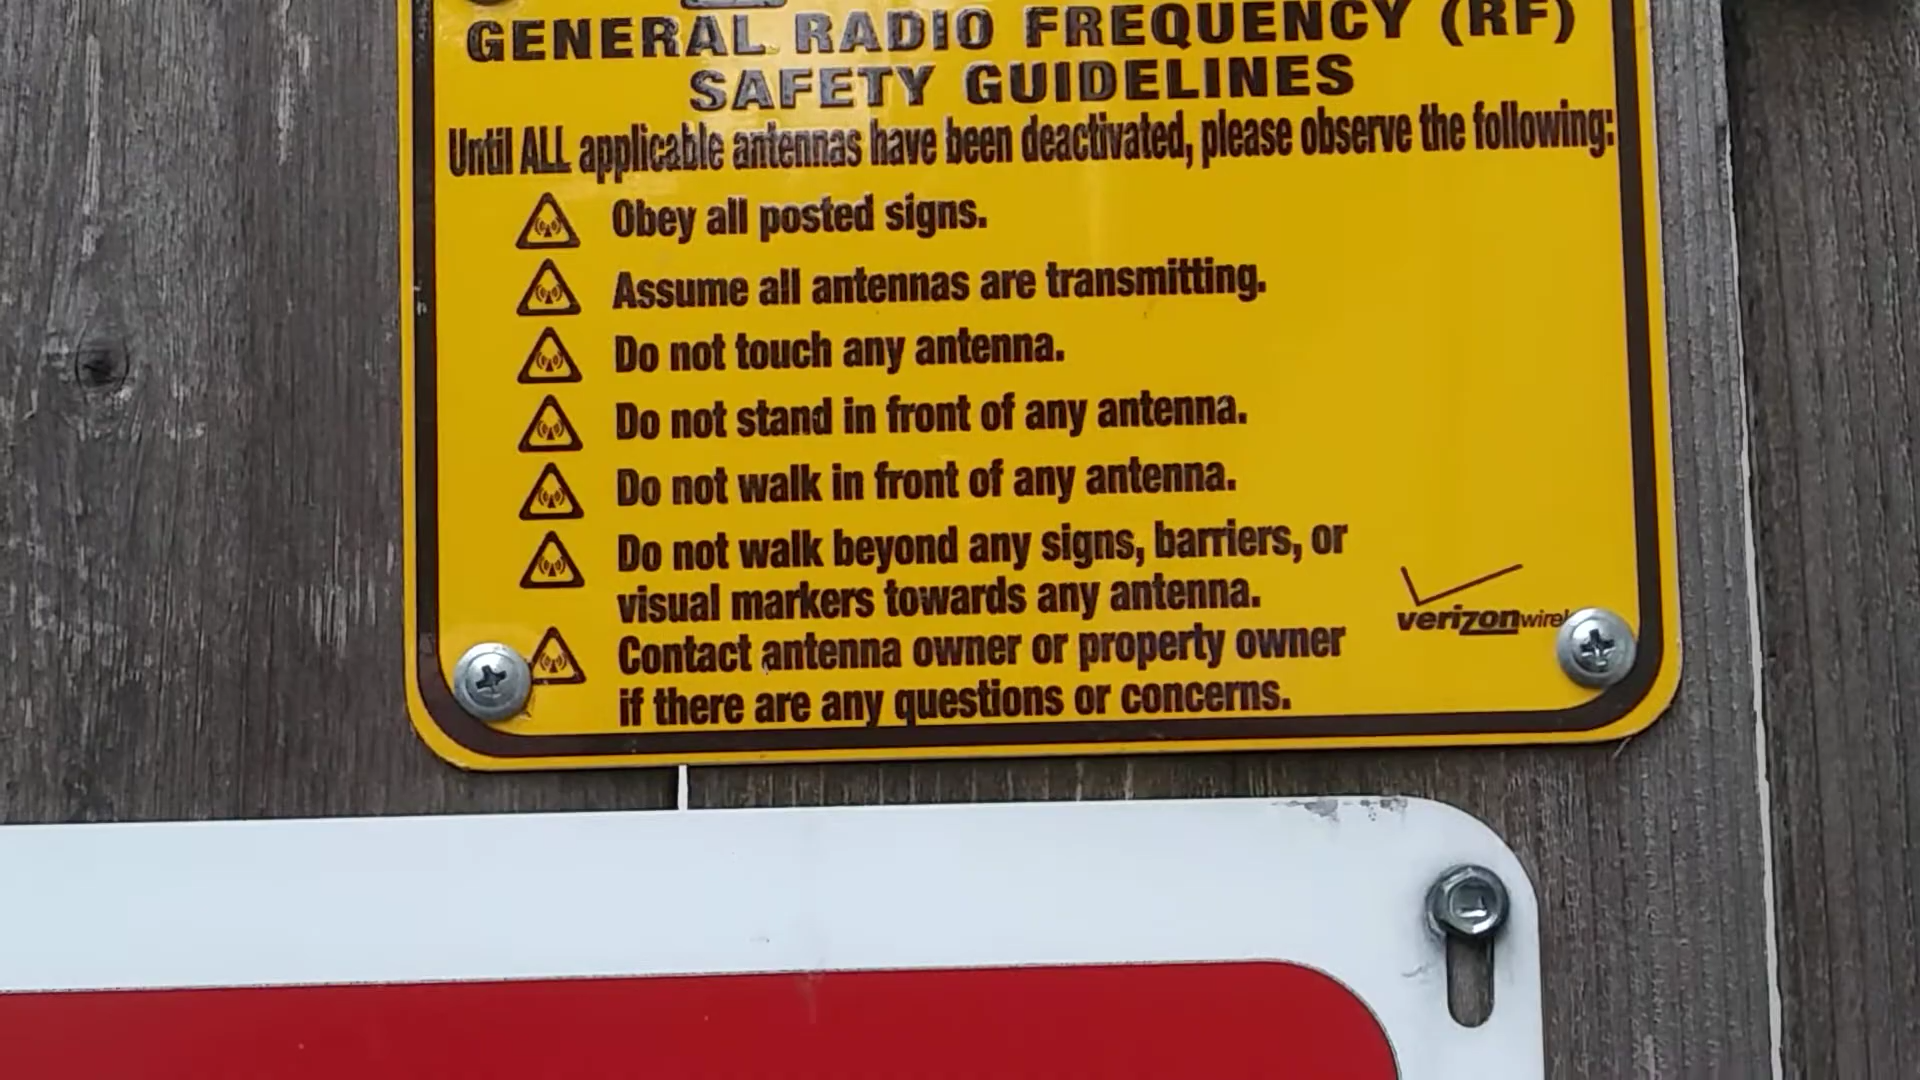 GENERAL RADIO FREQUENCY (RF)
SAFETY GUIDELINES
Until ALL applicable antennas have been deactivated, please observe the following:
Obey all posted signs.
Assume all antennas are transmitting.
Do not touch any antenna.
Do not stand in front of any antenna.
Do not walk in front of any antenna.
Do not walk beyond any signs, barriers, or
visual markers towards any antenna.
Contact antenna owner or property owner
if there are any questions or concerns.
verizonwirel